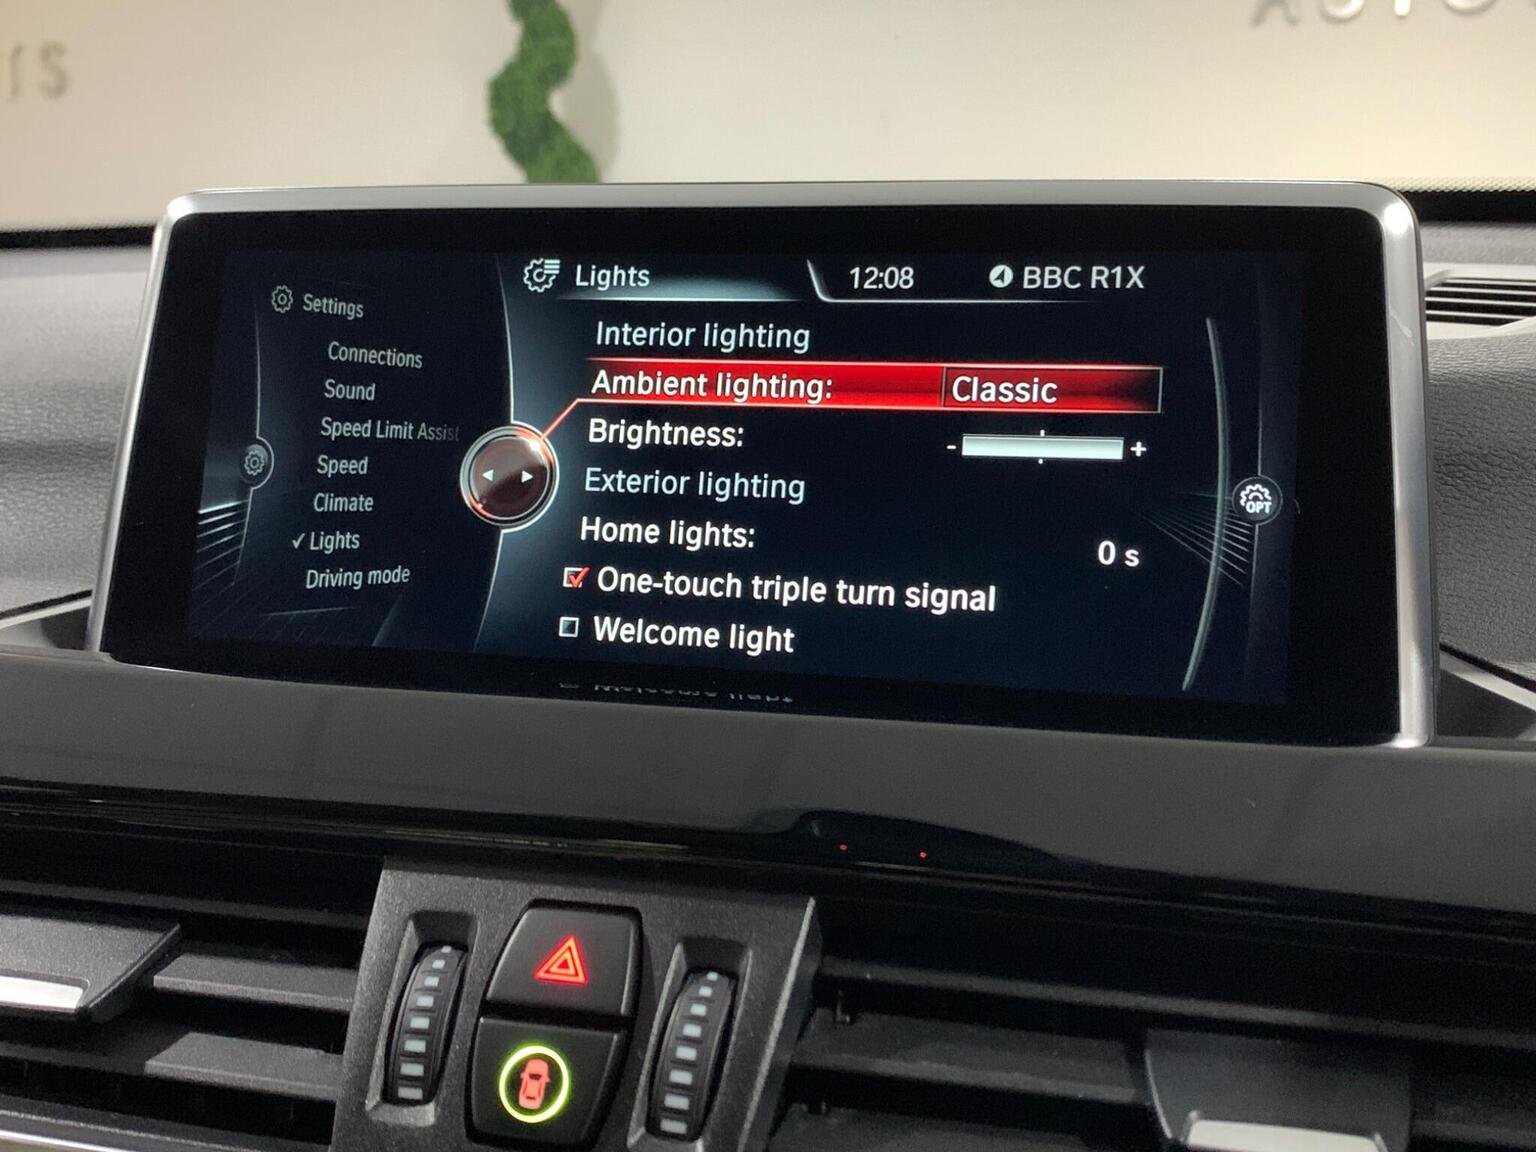 Lights
12:08
BBC R1X
Settings
Connections
Sound
Speed Limit Assist
Speed
Climate
✓ Lights
Driving mode
Interior lighting
Ambient lighting: Classic
Brightness: - +
Exterior lighting
Home lights: 0 s
One-touch triple turn signal
Welcome light
OPT